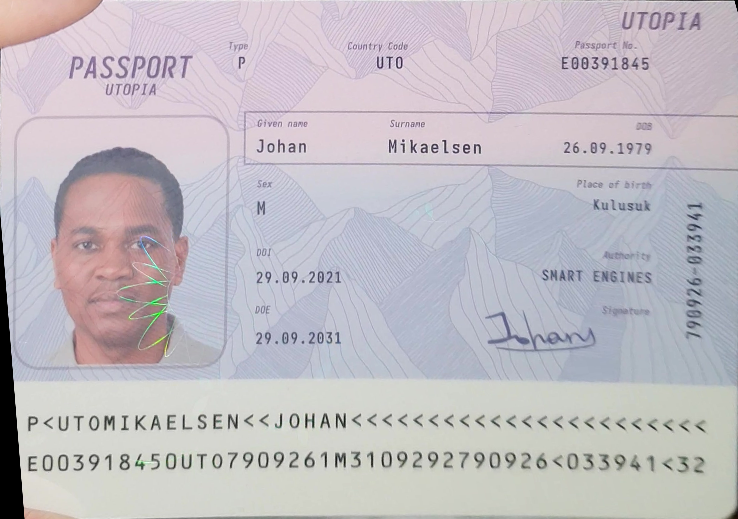 UTOPIA
PASSPORT
UTOPIA
Type
P
Country Code
UTO
Passport No.
E00391845
Given name
Johan
Surname
Mikaelsen
DOB
26.09.1979
Sex
M
Place of birth
Kulusuk
DOI
29.09.2021
Authority
SMART ENGINES
DOE
29.09.2031
Signature
Johans
790926-033941
P<UTOMIKAELSEN<<JOHAN<<<<<<<<<<<<<<<<<<<<<<<
E003918450UTO7909261M3109292790926<033941<32